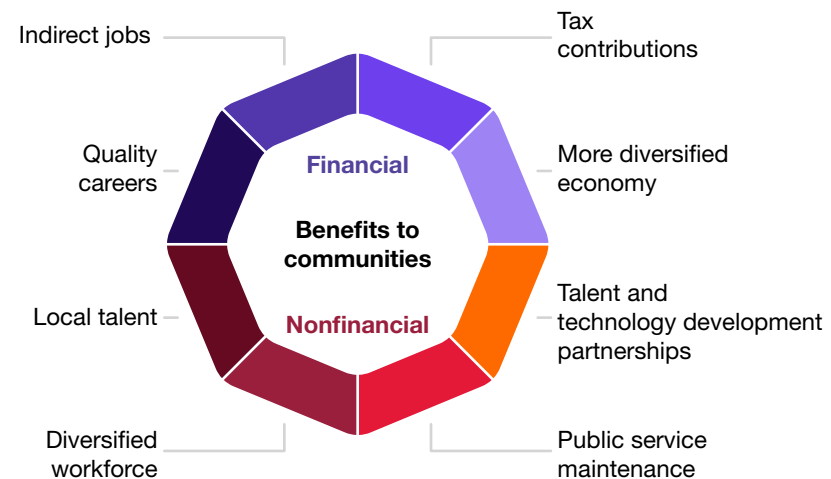 Indirect jobs
Tax
contributions
Quality
careers
Financial
More diversified
economy
Benefits to
communities
Local talent
Nonfinancial
Talent and
technology development
partnerships
Diversified
workforce
Public service
maintenance